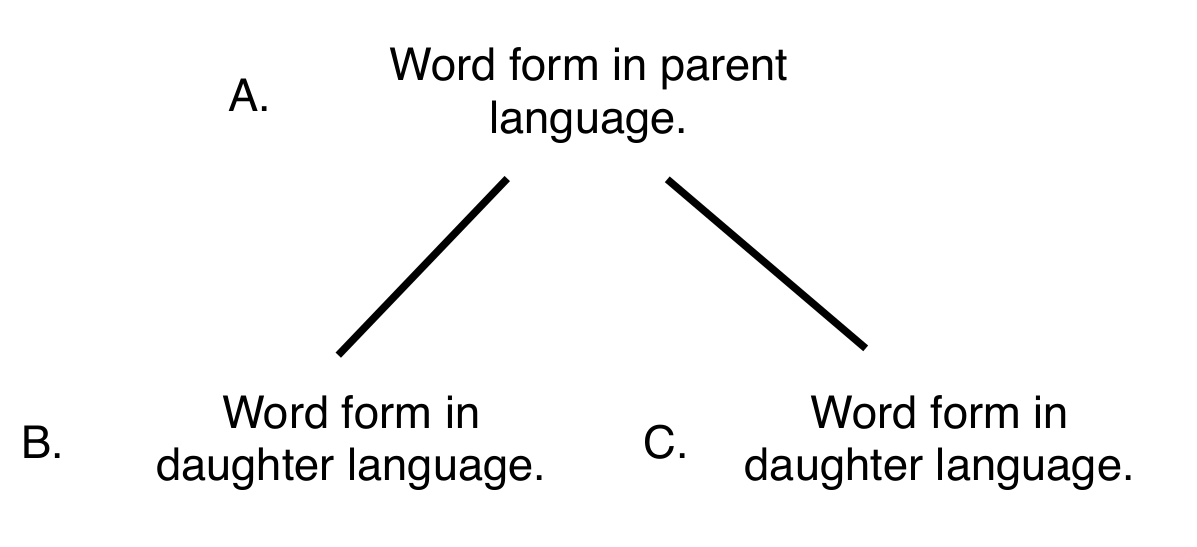 A.
Word form in parent
language.
B.
Word form in
daughter language.
C.
Word form in
daughter language.